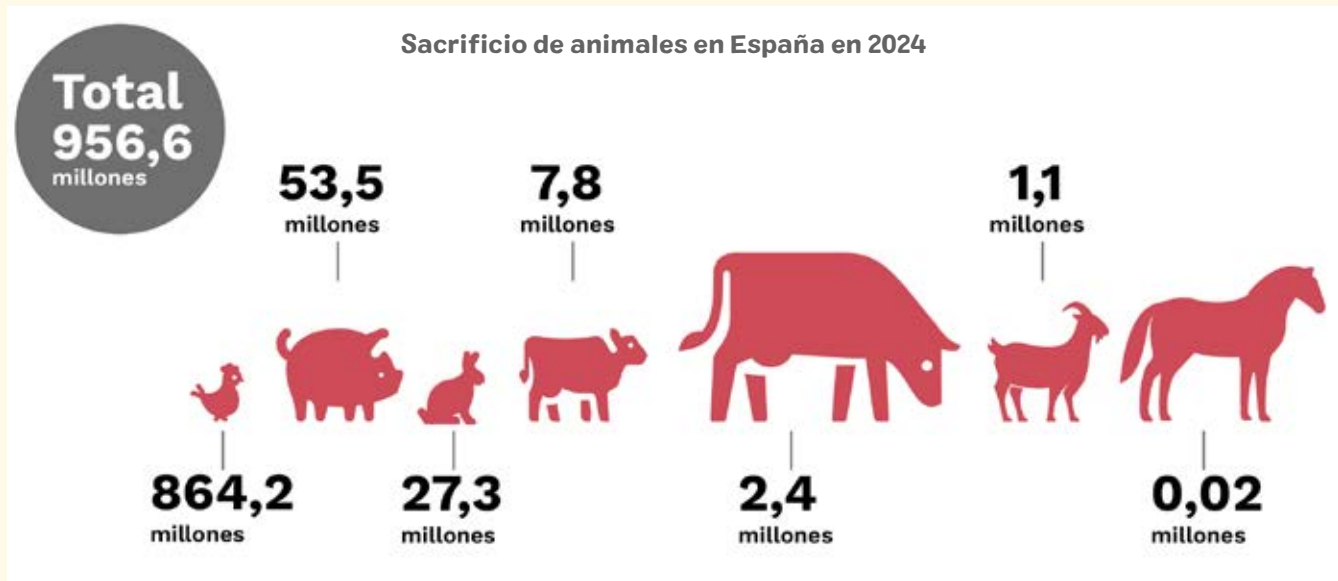 Sacrificio de animales en España en 2024
Total
956,6
millones
53,5
millones
7,8
millones
1,1
millones
864,2
millones
27,3
millones
2,4
millones
0,02
millones